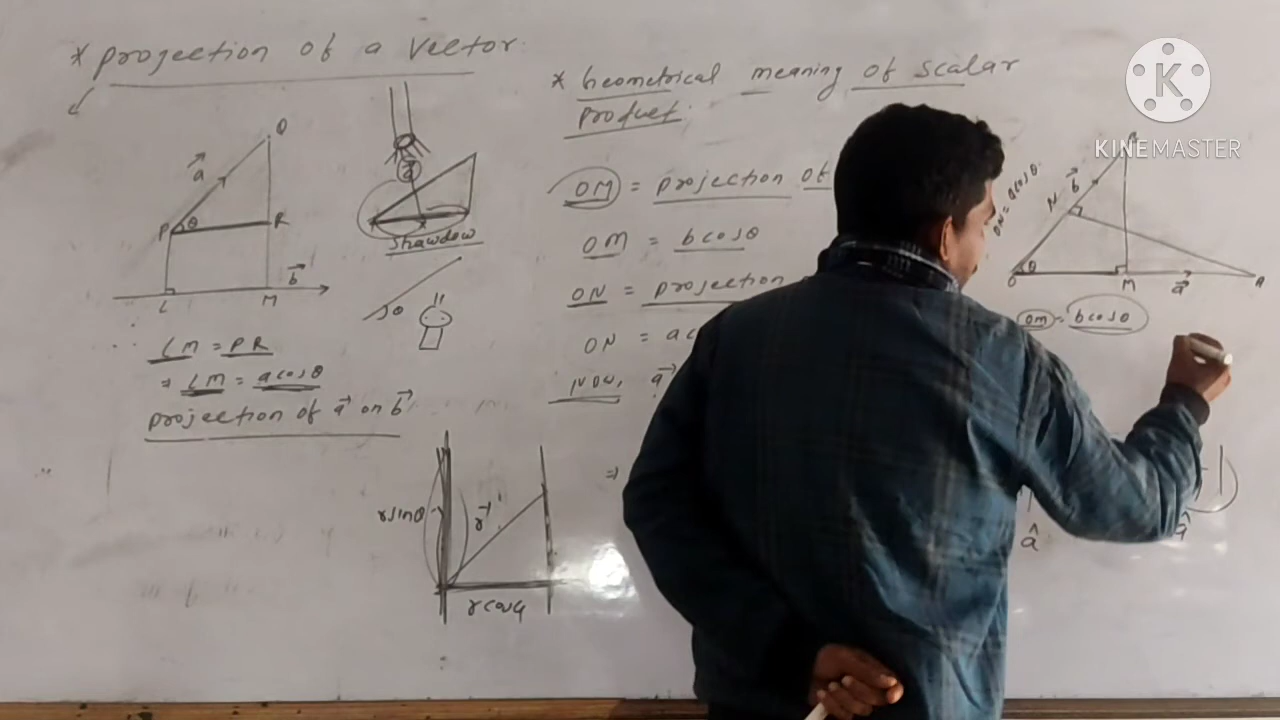 * projection of a vector.
a⃗
Q
P
θ
R
L
M
b⃗
LM = PR
⇒ LM = acosθ
projection of a⃗ on b⃗
a⃗
shawdow
θ
rsinθ
r⃗
* Geometrical meaning of scalar
product.
OM = projection of
OM = bcosθ
ON = projection
ON = ac
Now, a⃗
⇒
ON = acosθ
N
b⃗
θ
O
M
a⃗
A
OM = bcosθ
â
â
K
KINEMASTER